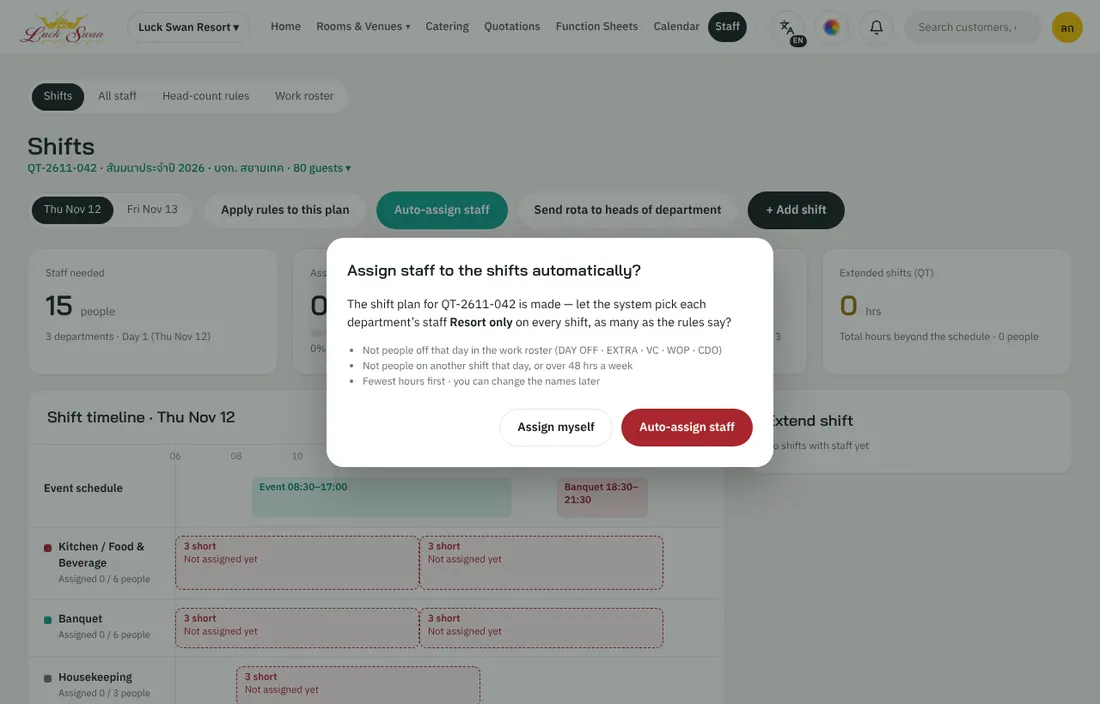 Luck Swan
Luck Swan Resort ▾
Home
Rooms & Venues ▾
Catering
Quotations
Function Sheets
Calendar
Staff
EN
Search customers,
an
Shifts
All staff
Head-count rules
Work roster
Shifts
QT-2611-042 · สัมมนาประจำปี 2026 · บจก. สยามเทค · 80 guests ▾
Thu Nov 12
Fri Nov 13
Apply rules to this plan
Auto-assign staff
Send rota to heads of department
+ Add shift
Staff needed
15 people
3 departments · Day 1 (Thu Nov 12)
Ass
0
0%
3
Extended shifts (QT)
0 hrs
Total hours beyond the schedule · 0 people
Assign staff to the shifts automatically?
The shift plan for QT-2611-042 is made — let the system pick each
department's staff Resort only on every shift, as many as the rules say?
• Not people off that day in the work roster (DAY OFF · EXTRA · VC · WOP · CDO)
• Not people on another shift that day, or over 48 hrs a week
• Fewest hours first · you can change the names later
Assign myself
Auto-assign staff
Shift timeline · Thu Nov 12
06 08 10
Extend shift
shifts with staff yet
Event schedule
Event 08:30–17:00
Banquet 18:30–
21:30
Kitchen / Food &
Beverage
Assigned 0 / 6 people
3 short
Not assigned yet
3 short
Not assigned yet
Banquet
Assigned 0 / 6 people
3 short
Not assigned yet
3 short
Not assigned yet
Housekeeping
Assigned 0 / 3 people
3 short
Not assigned yet